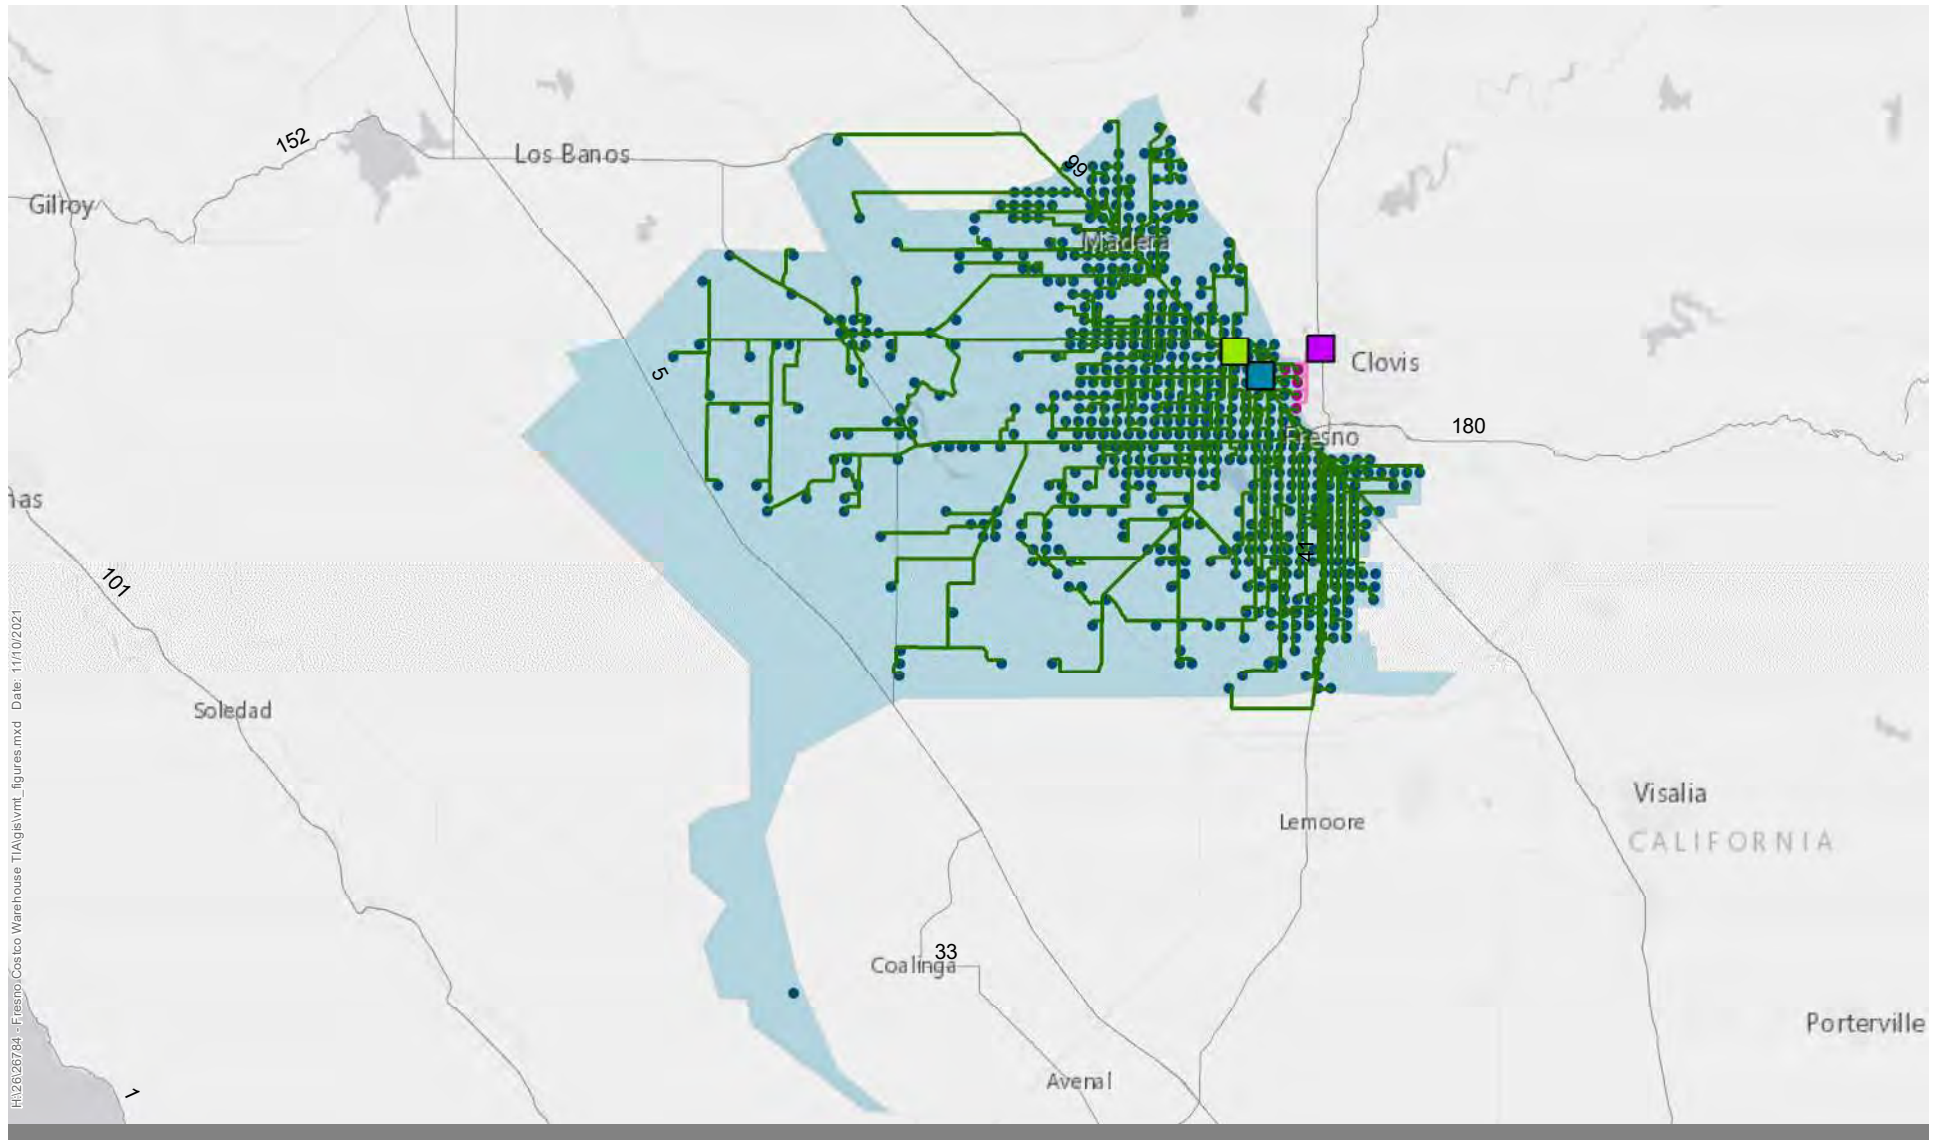 152
Los Banos
99
Gilroy
Madera
5
Clovis
180
Fresno
nas
41
101
Soledad
Visalia
Lemoore
CALIFORNIA
33
Coalinga
Porterville
Avenal
1
H:\26\26784 - Fresno Costco Warehouse TIA\gis\vmt_figures.mxd Date: 11/10/2021